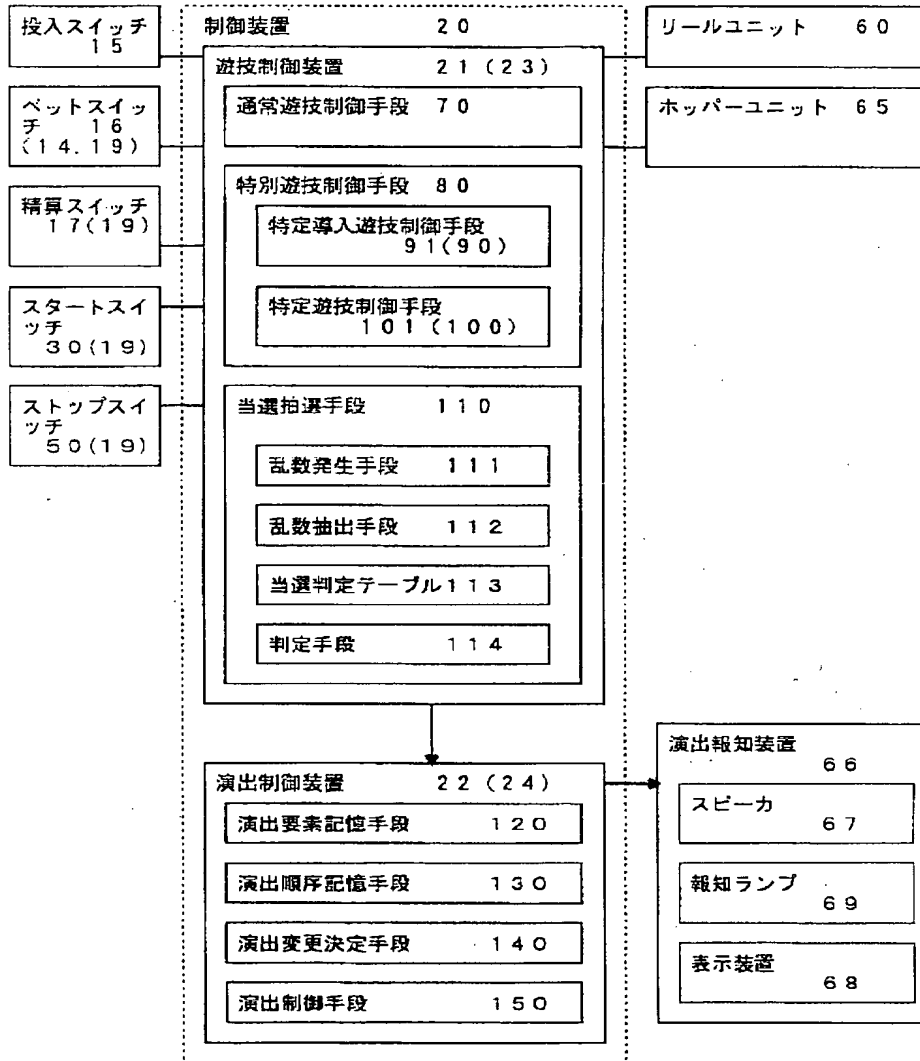 投入スイッチ
15
ベットスイッ
チ 16
(14.19)
精算スイッチ
17(19)
スタートスイ
ッチ
30(19)
ストップスイ
ッチ
50(19)
制御装置 20
遊技制御装置 21(23)
通常遊技制御手段 70
特別遊技制御手段 80
特定導入遊技制御手段
91(90)
特定遊技制御手段
101(100)
当選抽選手段 110
乱数発生手段 111
乱数抽出手段 112
当選判定テーブル113
判定手段 114
演出制御装置 22(24)
演出要素記憶手段 120
演出順序記憶手段 130
演出変更決定手段 140
演出制御手段 150
リールユニット 60
ホッパーユニット 65
演出報知装置
66
スピーカ
67
報知ランプ
69
表示装置
68